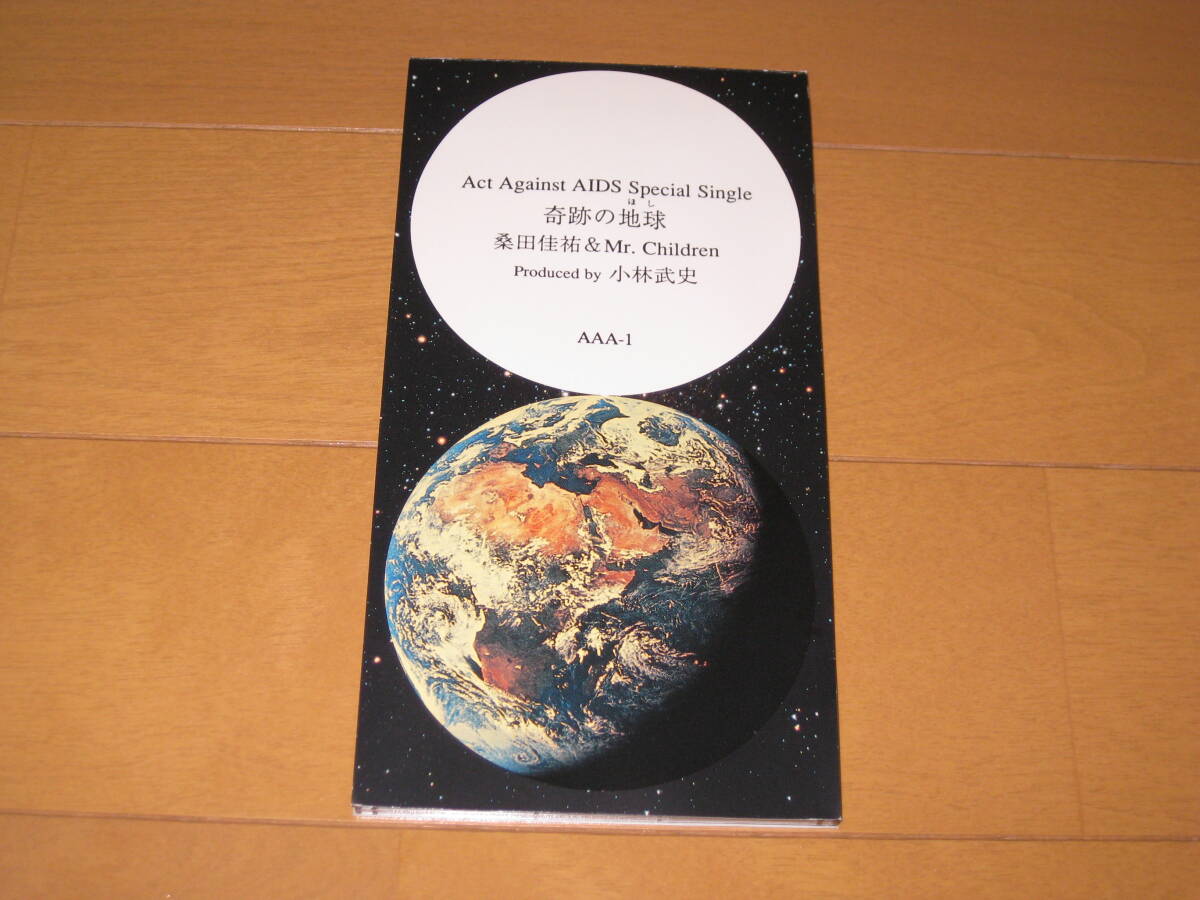 Act Against AIDS Special Single
ほし
奇跡の地球
桑田佳祐&Mr. Children
Produced by 小林武史
AAA-1